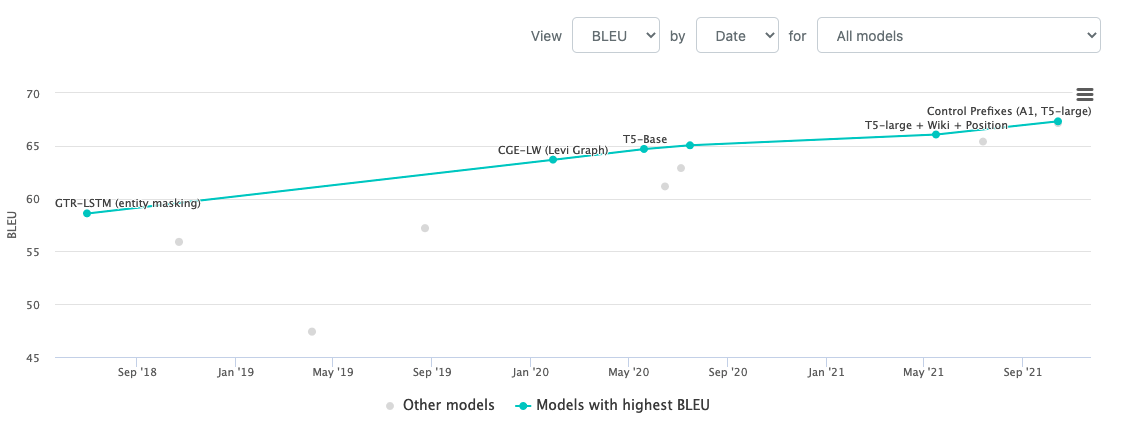 View BLEU by Date for All models
70
Control Prefixes (A1, T5-large)
T5-large + Wiki + Position
T5-Base
CGE-LW (Levi Graph)
65
GTR-LSTM (entity masking)
60
BLEU
55
50
45
Sep '18 Jan '19 May '19 Sep '19 Jan '20 May '20 Sep '20 Jan '21 May '21 Sep '21
Other models Models with highest BLEU